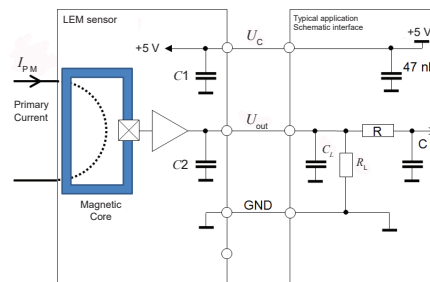 LEM sensor
Typical application
Schematic interface
+5 V
U_C
+5 V
I_PM
C1
47 n
Primary
Current
U_out
R
C
C2
C_L
R_L
Magnetic
Core
GND